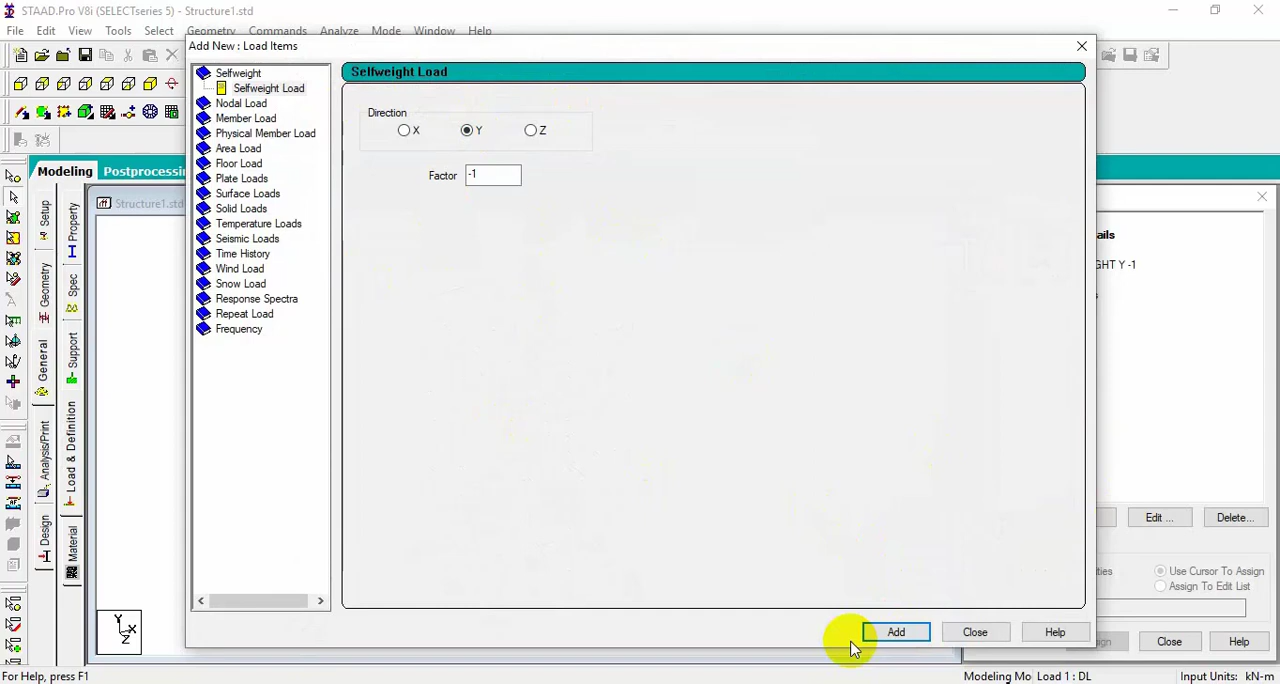 STAAD.Pro V8i (SELECTseries 5) - Structure1.std
File Edit View Tools Select Geometry Commands Analyze Mode Window Help
Add New : Load Items
Selfweight
Selfweight Load
Nodal Load
Member Load
Physical Member Load
Area Load
Floor Load
Plate Loads
Surface Loads
Solid Loads
Temperature Loads
Seismic Loads
Time History
Wind Load
Snow Load
Response Spectra
Repeat Load
Frequency
Selfweight Load
Direction
X Y Z
Factor -1
Add Close Help
Modeling Postprocessing
Structure1.std
Setup
Geometry
General
Analysis/Print
Design
Property
Spec
Support
Load & Definition
Material
Y X Z
ails
GHT Y -1
Edit ... Delete...
ties
Use Cursor To Assign
Assign To Edit List
gn Close Help
For Help, press F1 Modeling Mo Load 1 : DL Input Units: kN-m